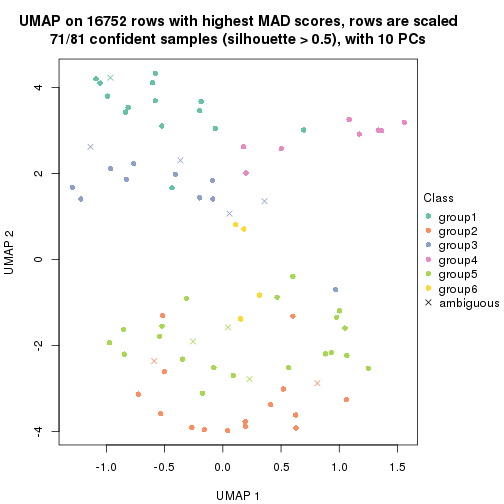 UMAP on 16752 rows with highest MAD scores, rows are scaled
71/81 confident samples (silhouette > 0.5), with 10 PCs
4
2
0
-2
-4
UMAP 2
-1.0
-0.5
0.0
0.5
1.0
1.5
UMAP 1
Class
group1
group2
group3
group4
group5
group6
ambiguous